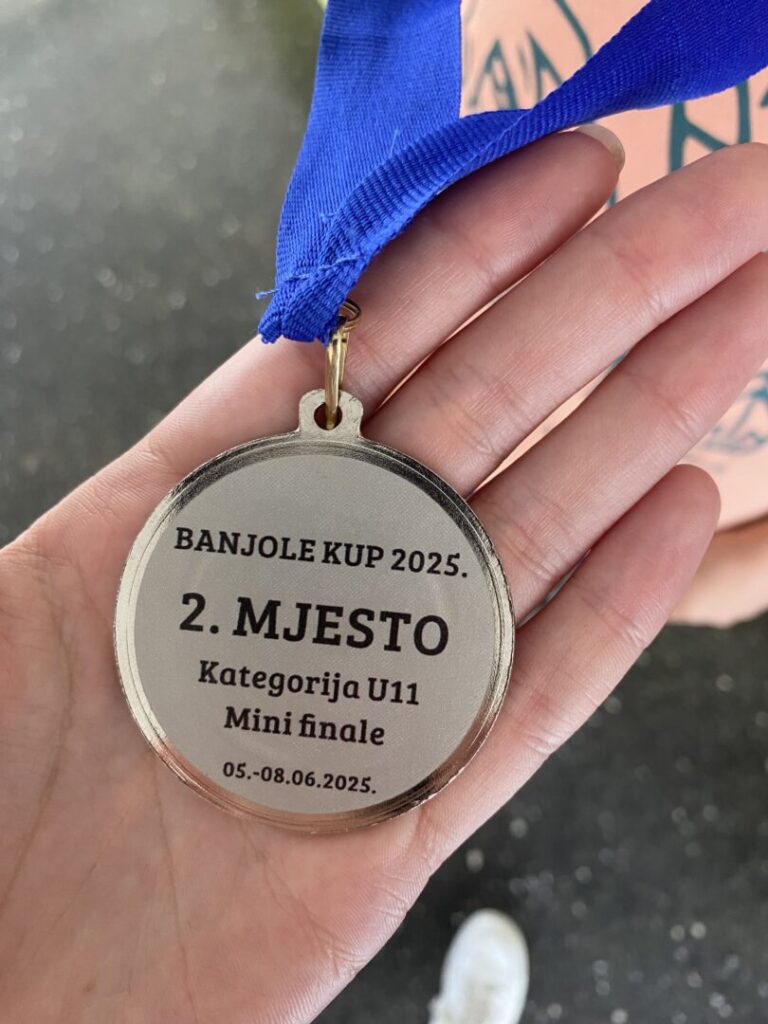 BANJOLE KUP 2025.
2. MJESTO
Kategorija U11
Mini finale
05.-08.06.2025.